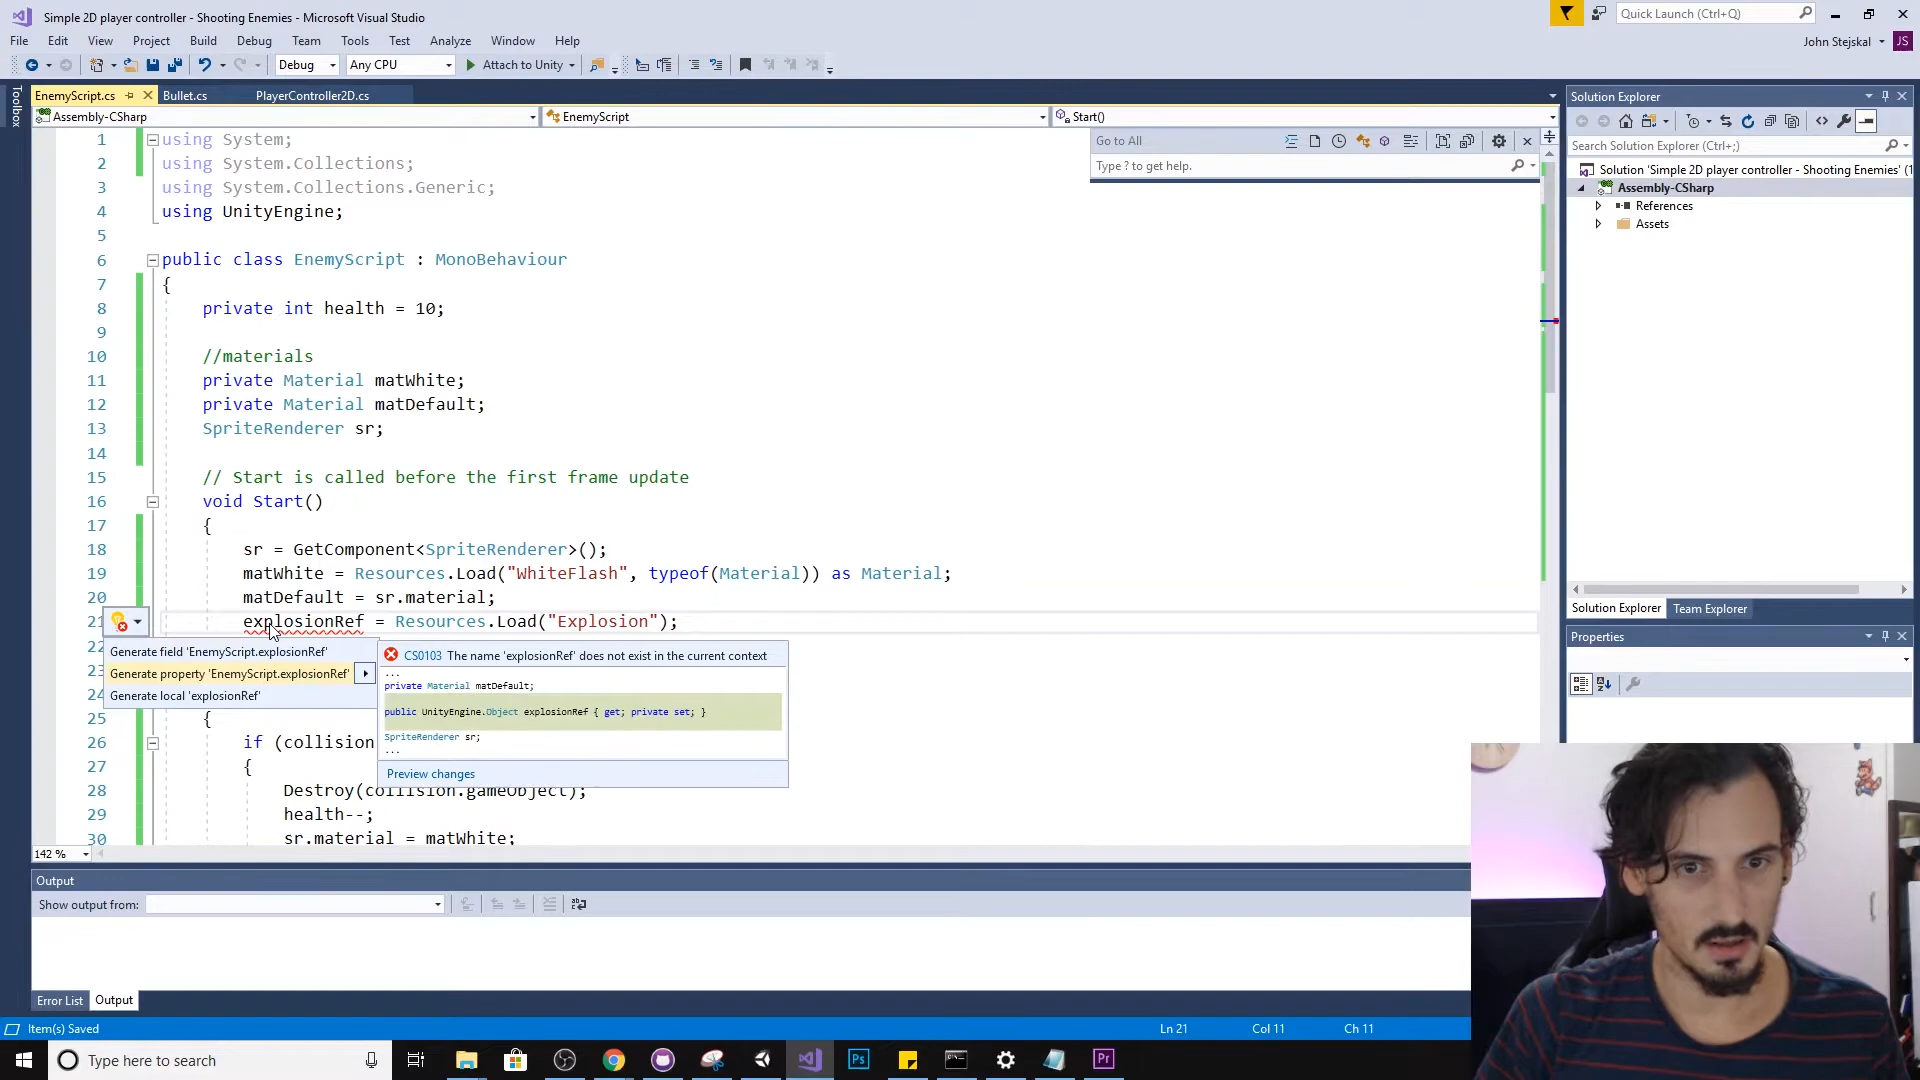 Simple 2D player controller - Shooting Enemies - Microsoft Visual Studio
Quick Launch (Ctrl+Q)
File Edit View Project Build Debug Team Tools Test Analyze Window Help
John Stejskal JS
Debug Any CPU Attach to Unity
Toolbox
EnemyScript.cs Bullet.cs PlayerController2D.cs
Assembly-CSharp EnemyScript Start()
Go to All
Type ? to get help.
1 using System;
2 using System.Collections;
3 using System.Collections.Generic;
4 using UnityEngine;
5
6 public class EnemyScript : MonoBehaviour
7 {
8 private int health = 10;
9
10 //materials
11 private Material matWhite;
12 private Material matDefault;
13 SpriteRenderer sr;
14
15 // Start is called before the first frame update
16 void Start()
17 {
18 sr = GetComponent<SpriteRenderer>();
19 matWhite = Resources.Load("WhiteFlash", typeof(Material)) as Material;
20 matDefault = sr.material;
21 explosionRef = Resources.Load("Explosion");
22
Generate field 'EnemyScript.explosionRef'
Generate property 'EnemyScript.explosionRef'
Generate local 'explosionRef'
CS0103 The name 'explosionRef' does not exist in the current context
...
private Material matDefault;
public UnityEngine.Object explosionRef { get; private set; }
SpriteRenderer sr;
...
Preview changes
23
24
25 {
26 if (collision
27 {
28 Destroy(collision.gameObject);
29 health--;
30 sr.material = matWhite;
142 %
Output
Show output from:
Error List Output
Item(s) Saved
Ln 21 Col 11 Ch 11
Solution Explorer
Search Solution Explorer (Ctrl+;)
Solution 'Simple 2D player controller - Shooting Enemies' (1
Assembly-CSharp
References
Assets
Solution Explorer Team Explorer
Properties
Type here to search
Ps
Pr